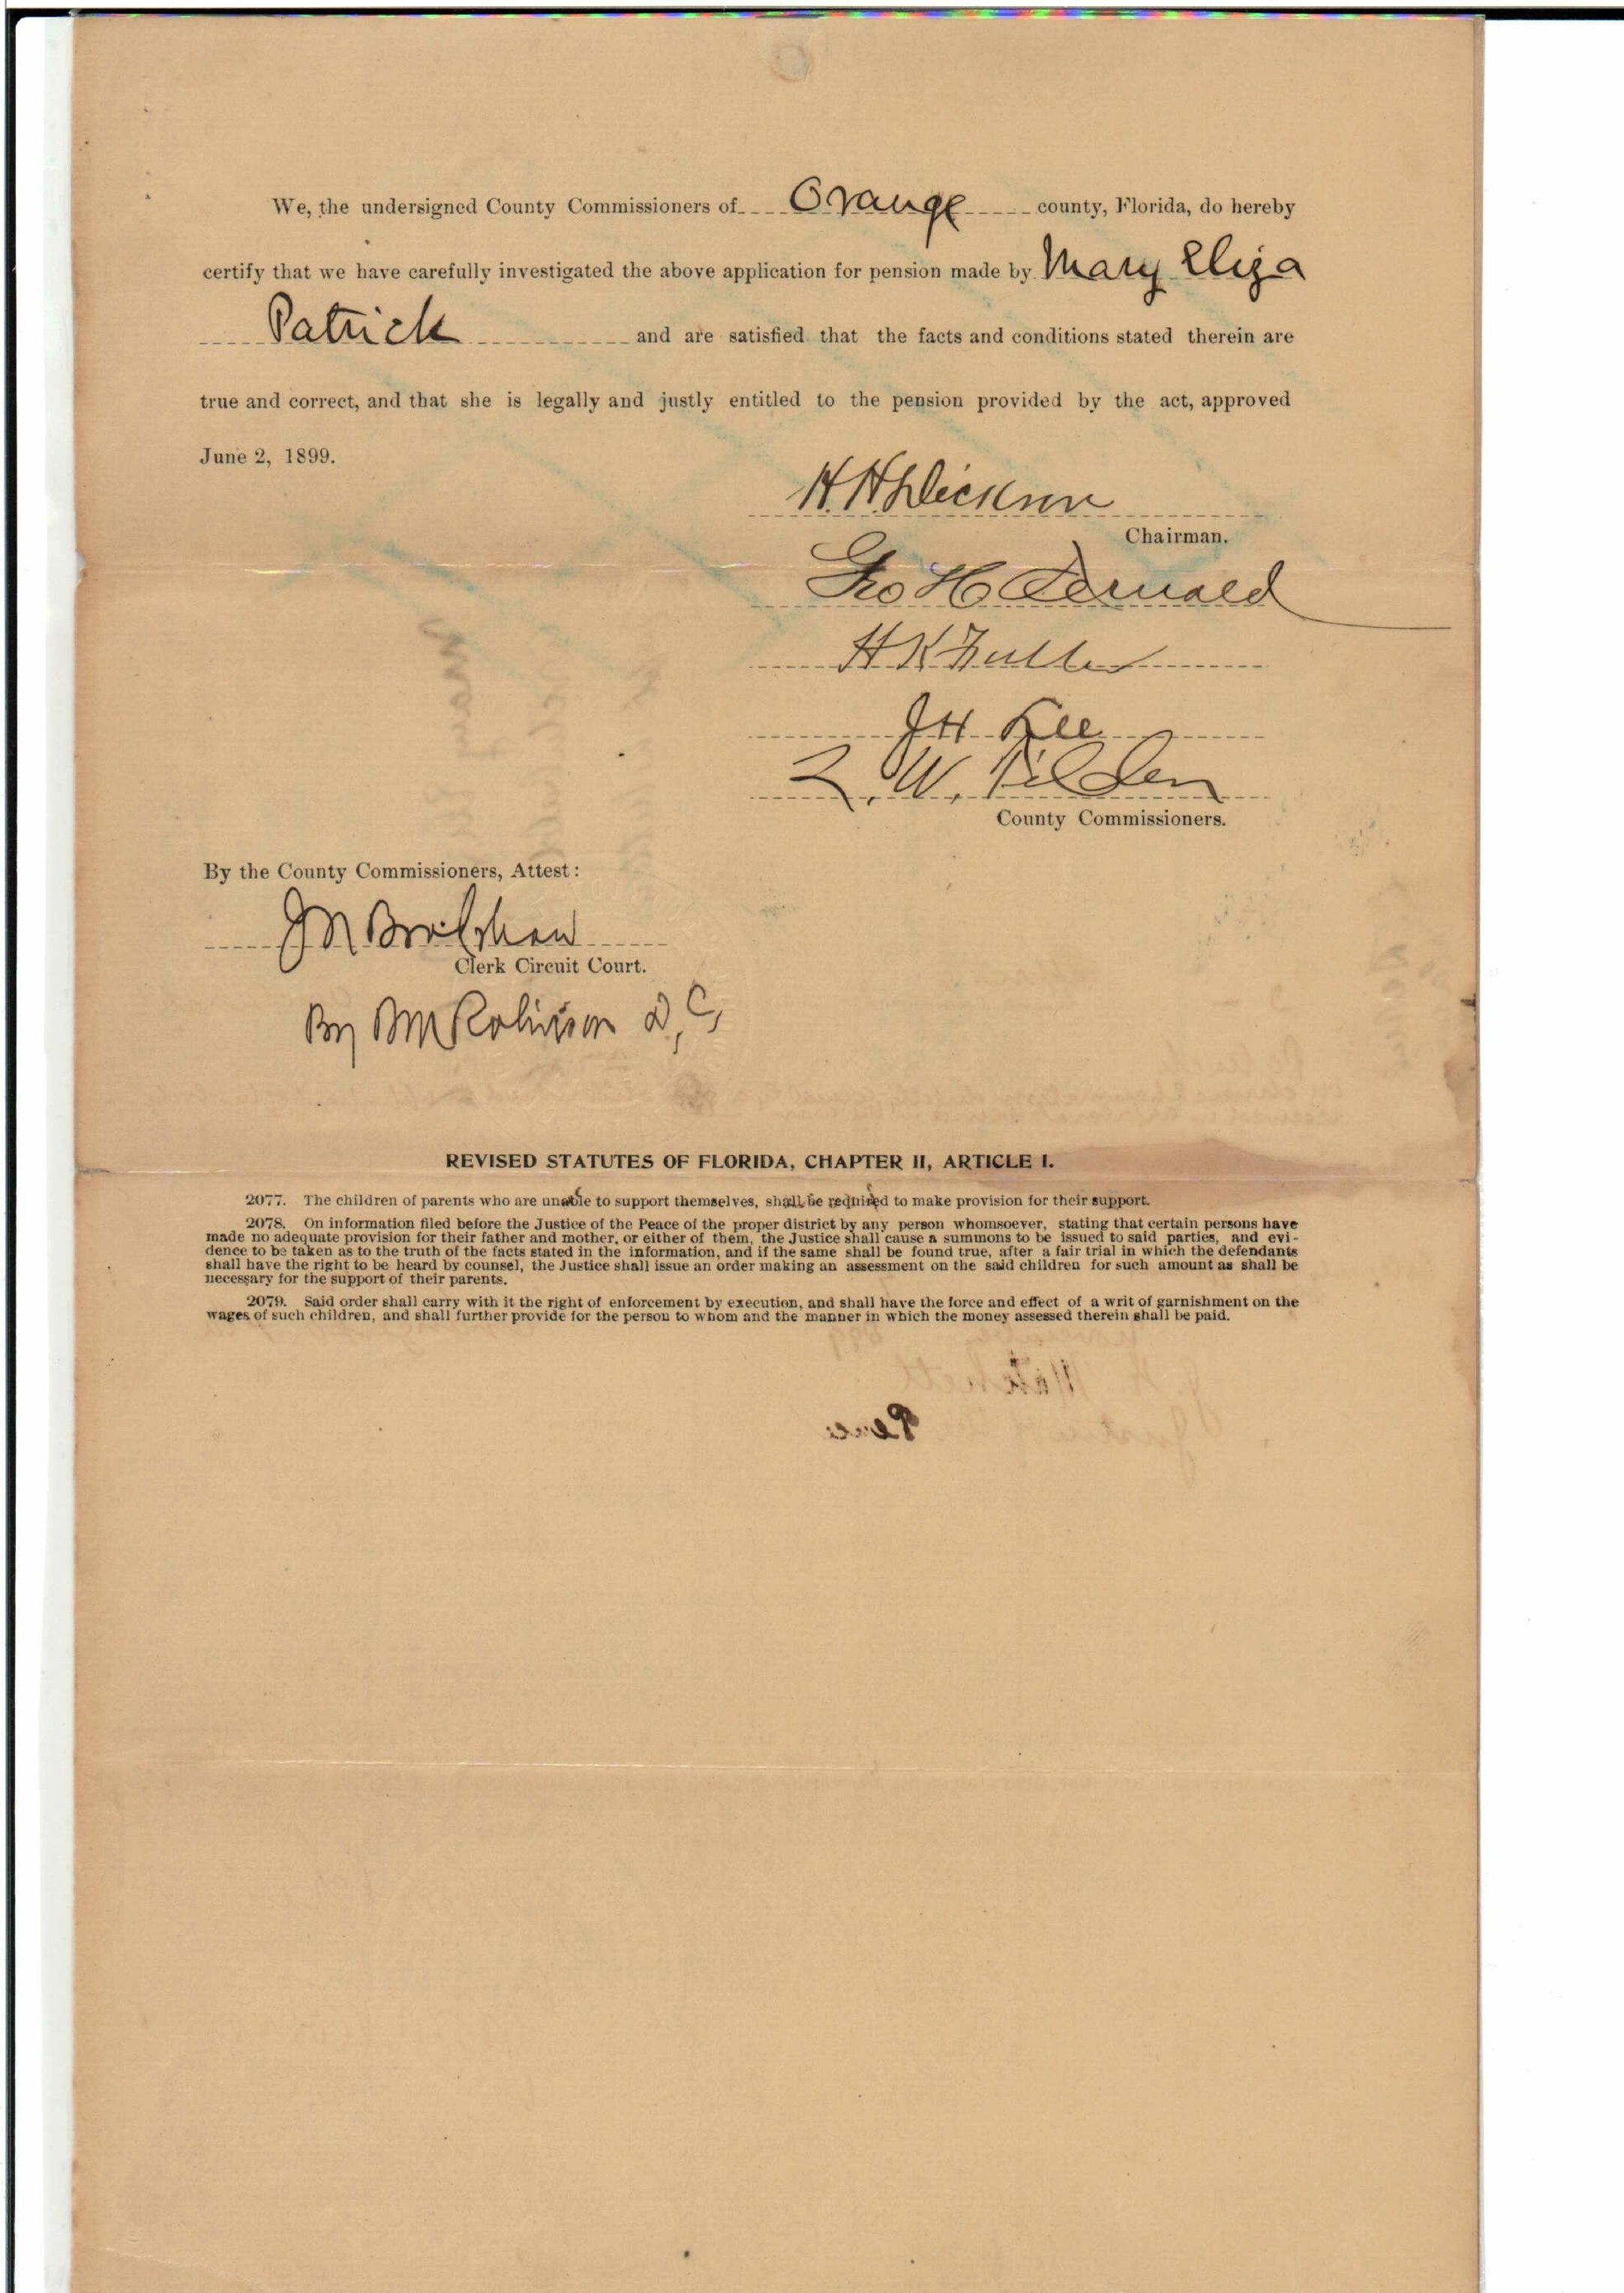 We, the undersigned County Commissioners of Orange county, Florida, do hereby
certify that we have carefully investigated the above application for pension made by Mary Eliza
Patrick and are satisfied that the facts and conditions stated therein are
true and correct, and that she is legally and justly entitled to the pension provided by the act, approved
June 2, 1899.
H. H. Dickson
Chairman.
Geo H
H K Fuller
J H Lee
L. W. Tilden
County Commissioners.
By the County Commissioners, Attest:
J M
Clerk Circuit Court.
By B M Robinson D, C,
REVISED STATUTES OF FLORIDA, CHAPTER II, ARTICLE I.
2077. The children of parents who are unable to support themselves, shall be required to make provision for their support.
2078. On information filed before the Justice of the Peace of the proper district by any person whomsoever, stating that certain persons have
made no adequate provision for their father and mother, or either of them, the Justice shall cause a summons to be issued to said parties, and evi-
dence to be taken as to the truth of the facts stated in the information, and if the same shall be found true, after a fair trial in which the defendants
shall have the right to be heard by counsel, the Justice shall issue an order making an assessment on the said children for such amount as shall be
necessary for the support of their parents.
2079. Said order shall carry with it the right of enforcement by execution, and shall have the force and effect of a writ of garnishment on the
wages of such children, and shall further provide for the person to whom and the manner in which the money assessed therein shall be paid.